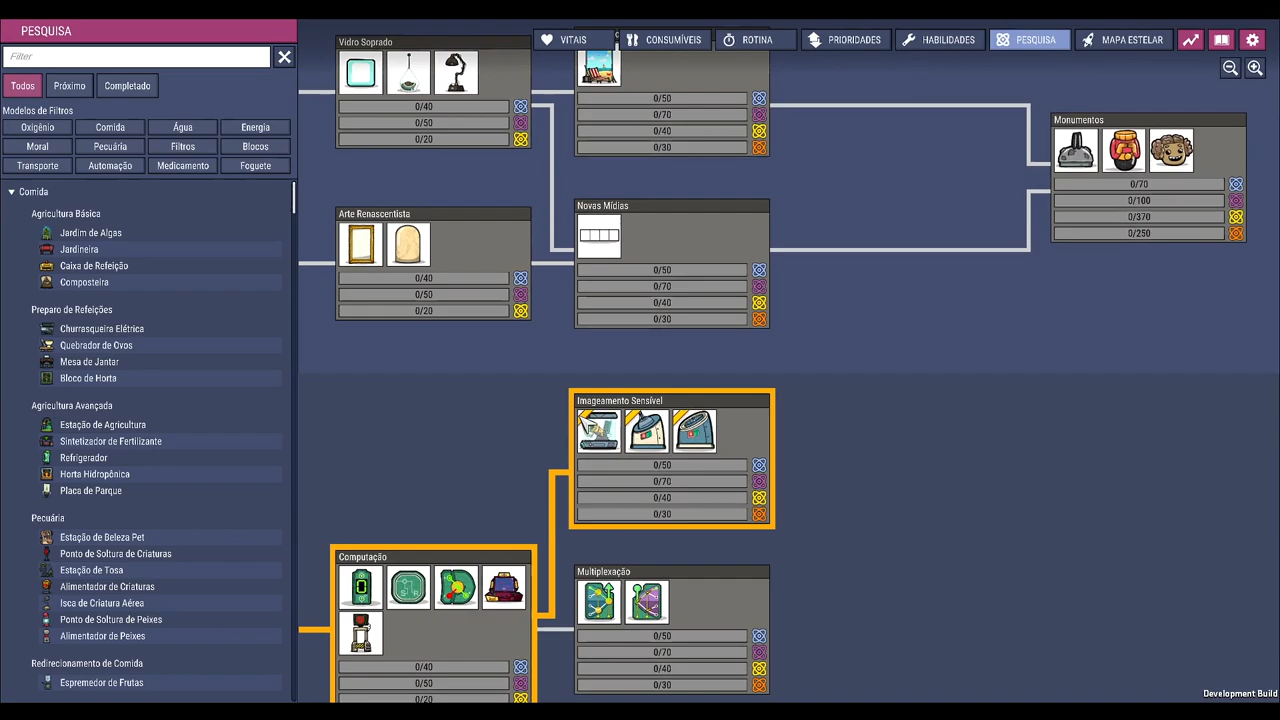 PESQUISA
Filter
Todos
Próximo
Completado
Modelos de Filtros
Oxigênio
Comida
Água
Energia
Moral
Pecuária
Filtros
Blocos
Transporte
Automação
Medicamento
Foguete
Comida
Agricultura Básica
Jardim de Algas
Jardineira
Caixa de Refeição
Composteira
Preparo de Refeições
Churrasqueira Elétrica
Quebrador de Ovos
Mesa de Jantar
Bloco de Horta
Agricultura Avançada
Estação de Agricultura
Sintetizador de Fertilizante
Refrigerador
Horta Hidropônica
Placa de Parque
Pecuária
Estação de Beleza Pet
Ponto de Soltura de Criaturas
Estação de Tosa
Alimentador de Criaturas
Isca de Criatura Aérea
Ponto de Soltura de Peixes
Alimentador de Peixes
Redirecionamento de Comida
Espremedor de Frutas
VITAIS
CONSUMÍVEIS
ROTINA
PRIORIDADES
HABILIDADES
PESQUISA
MAPA ESTELAR
Vidro Soprado
0/40
0/50
0/20
0/50
0/70
0/40
0/30
Monumentos
0/70
0/100
0/370
0/250
Arte Renascentista
0/40
0/50
0/20
Novas Mídias
0/50
0/70
0/40
0/30
Imageamento Sensível
0/50
0/70
0/40
0/30
Computação
0/40
0/50
0/20
Multiplexação
0/50
0/70
0/40
0/30
Development Build